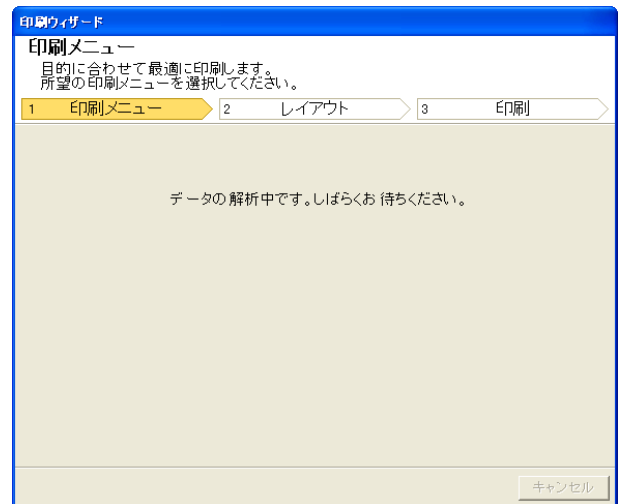 印刷ウィザード
印刷メニュー
目的に合わせて最適に印刷します。
所望の印刷メニューを選択してください。
1 印刷メニュー 2 レイアウト 3 印刷
データの解析中です。しばらくお待ちください。
キャンセル